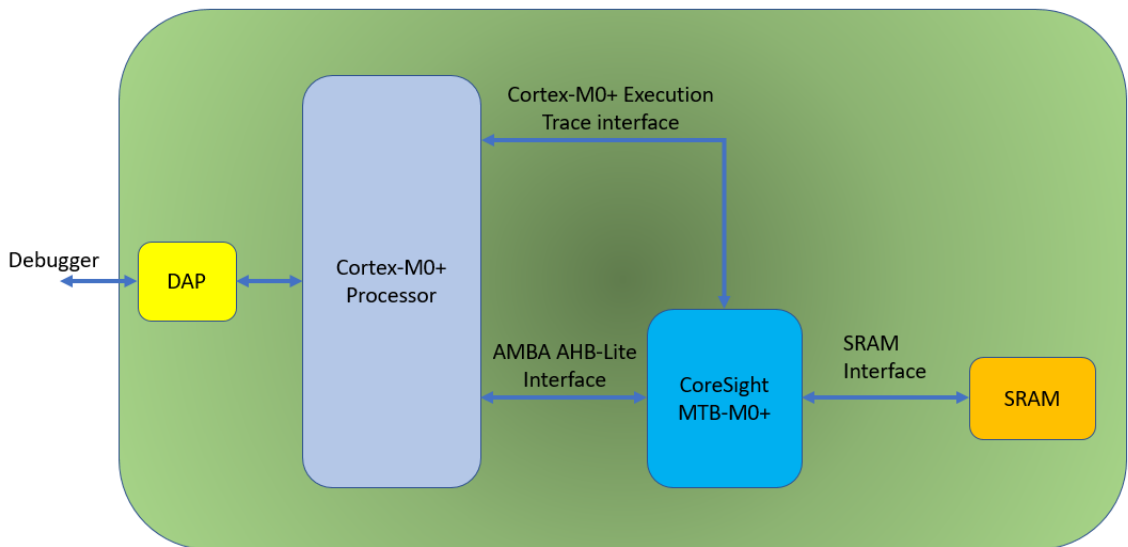 Cortex-M0+ Execution
Trace interface
Debugger
DAP
Cortex-M0+
Processor
AMBA AHB-Lite
Interface
CoreSight
MTB-M0+
SRAM
Interface
SRAM